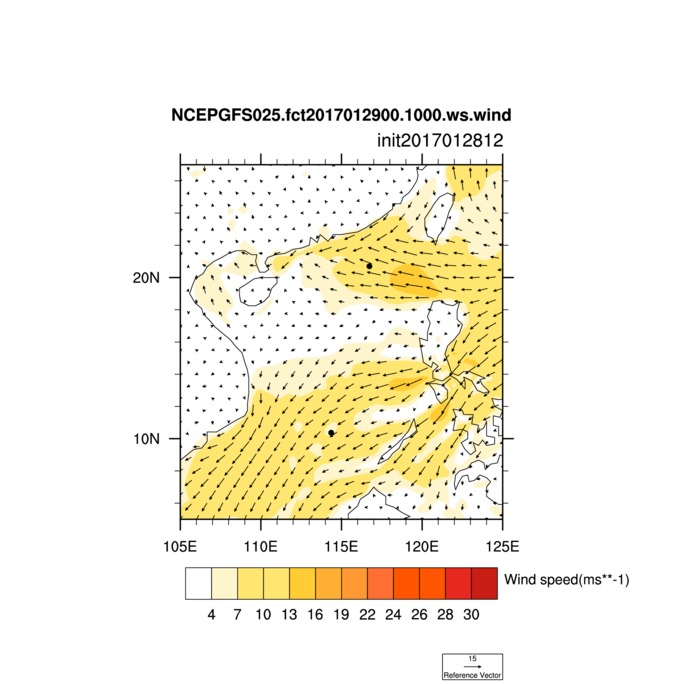 NCEPGFS025.fct2017012900.1000.ws.wind
init2017012812
20N
10N
105E 110E 115E 120E 125E
Wind speed(ms**-1)
4 7 10 13 16 19 22 24 26 28 30
15
Reference Vector